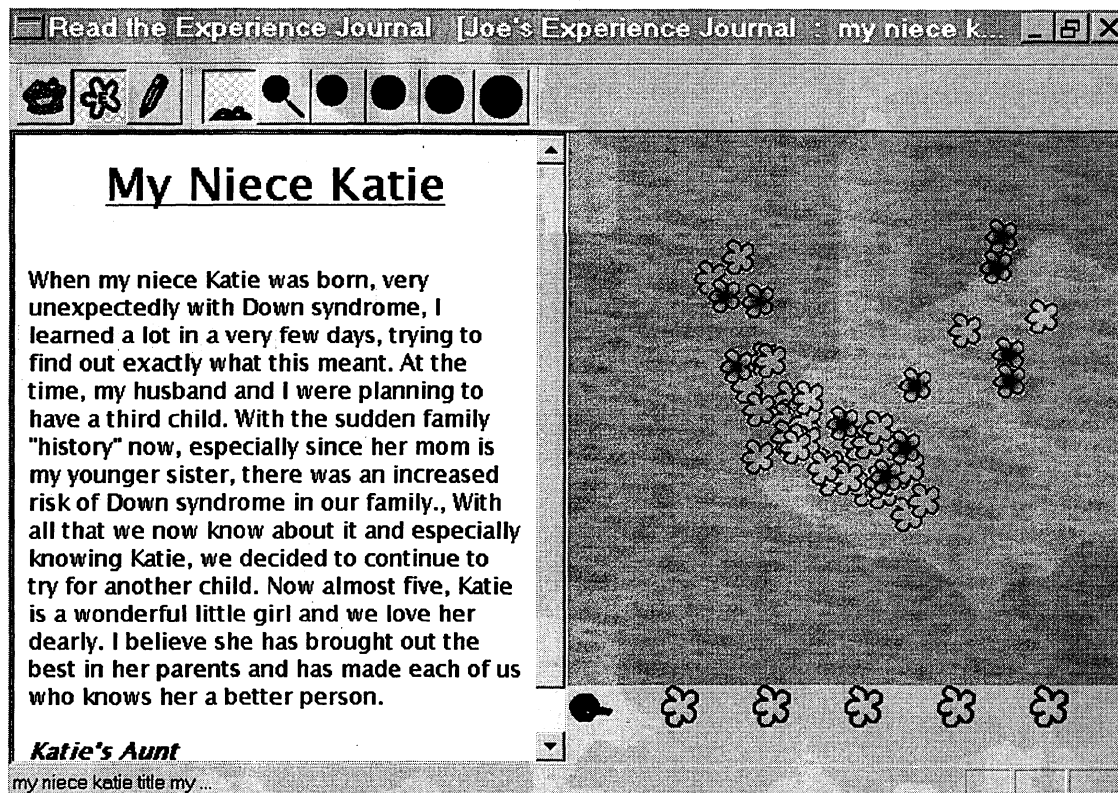 Read the Experience Journal [Joe's Experience Journal : my niece k...
My Niece Katie
When my niece Katie was born, very
unexpectedly with Down syndrome, I
learned a lot in a very few days, trying to
find out exactly what this meant. At the
time, my husband and I were planning to
have a third child. With the sudden family
"history" now, especially since her mom is
my younger sister, there was an increased
risk of Down syndrome in our family., With
all that we now know about it and especially
knowing Katie, we decided to continue to
try for another child. Now almost five, Katie
is a wonderful little girl and we love her
dearly. I believe she has brought out the
best in her parents and has made each of us
who knows her a better person.
Katie's Aunt
my niece katie title my ...